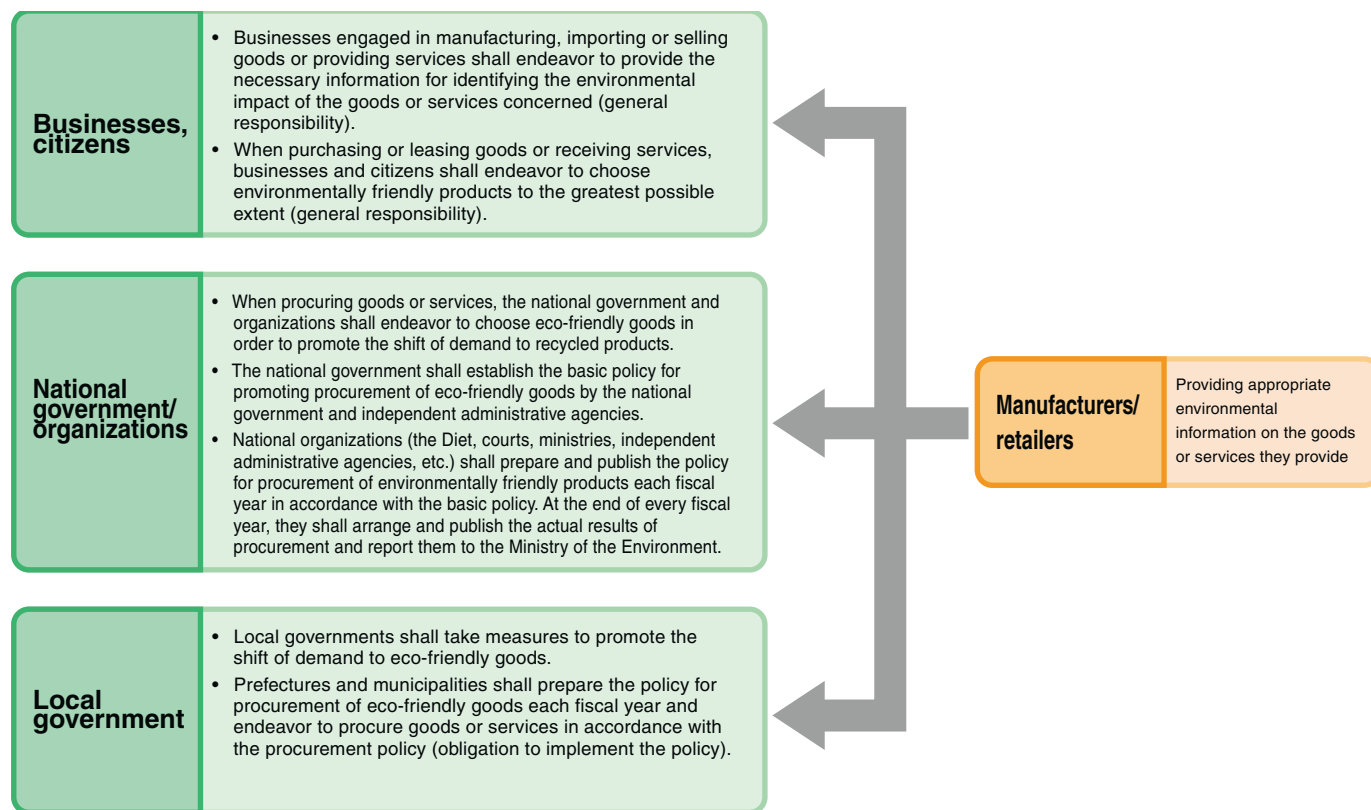 Businesses,
citizens
• Businesses engaged in manufacturing, importing or selling
goods or providing services shall endeavor to provide the
necessary information for identifying the environmental
impact of the goods or services concerned (general
responsibility).
• When purchasing or leasing goods or receiving services,
businesses and citizens shall endeavor to choose
environmentally friendly products to the greatest possible
extent (general responsibility).
National
government/
organizations
• When procuring goods or services, the national government and
organizations shall endeavor to choose eco-friendly goods in
order to promote the shift of demand to recycled products.
• The national government shall establish the basic policy for
promoting procurement of eco-friendly goods by the national
government and independent administrative agencies.
• National organizations (the Diet, courts, ministries, independent
administrative agencies, etc.) shall prepare and publish the policy
for procurement of environmentally friendly products each fiscal
year in accordance with the basic policy. At the end of every fiscal
year, they shall arrange and publish the actual results of
procurement and report them to the Ministry of the Environment.
Local
government
• Local governments shall take measures to promote the
shift of demand to eco-friendly goods.
• Prefectures and municipalities shall prepare the policy for
procurement of eco-friendly goods each fiscal year and
endeavor to procure goods or services in accordance with
the procurement policy (obligation to implement the policy).
Manufacturers/
retailers
Providing appropriate
environmental
information on the goods
or services they provide